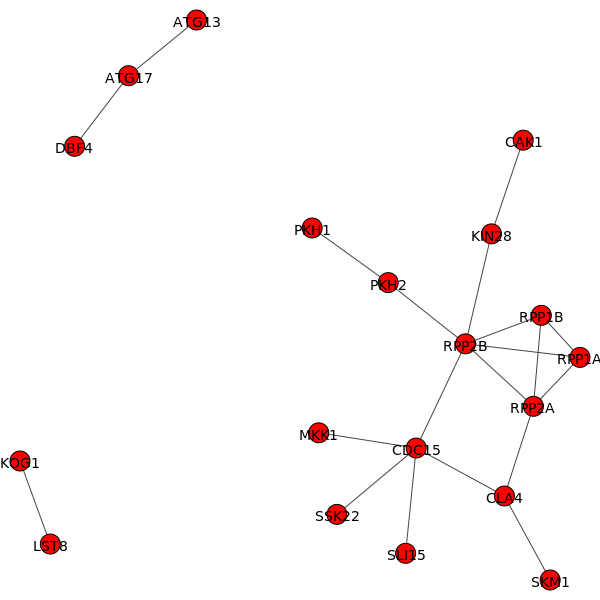 ATG13
ATG17
DBF4
CAK1
PKH1
KIN28
PKH2
RPP1B
RPP2B
RPP1A
RPP2A
MKK1
CDC15
KOG1
CLA4
SSK22
LST8
SLI15
SKM1